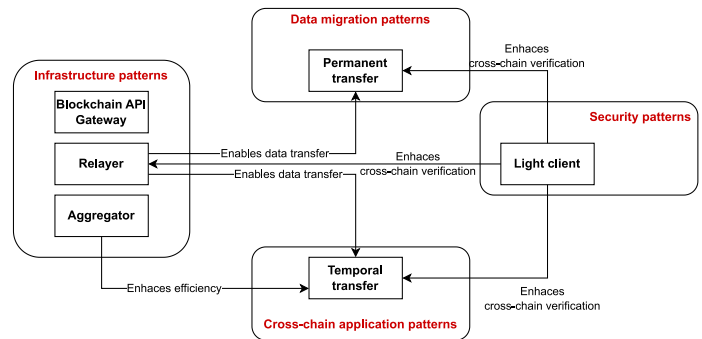 Data migration patterns
Permanent
transfer
Enhaces
cross-chain verification
Infrastructure patterns
Blockchain API
Gateway
Relayer
Aggregator
Enables data transfer
Enables data transfer
Enhaces
cross-chain verification
Security patterns
Light client
Temporal
transfer
Enhaces efficiency
Enhaces
cross-chain verification
Cross-chain application patterns